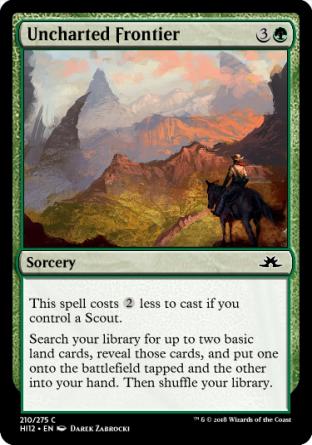 Uncharted Frontier 3
Sorcery
This spell costs 2 less to cast if you
control a Scout.
Search your library for up to two basic
land cards, reveal those cards, and put one
onto the battlefield tapped and the other
into your hand. Then shuffle your library.
210/275 C
HI12 • EN Darek Zabrocki
™ & © 2018 Wizards of the Coast